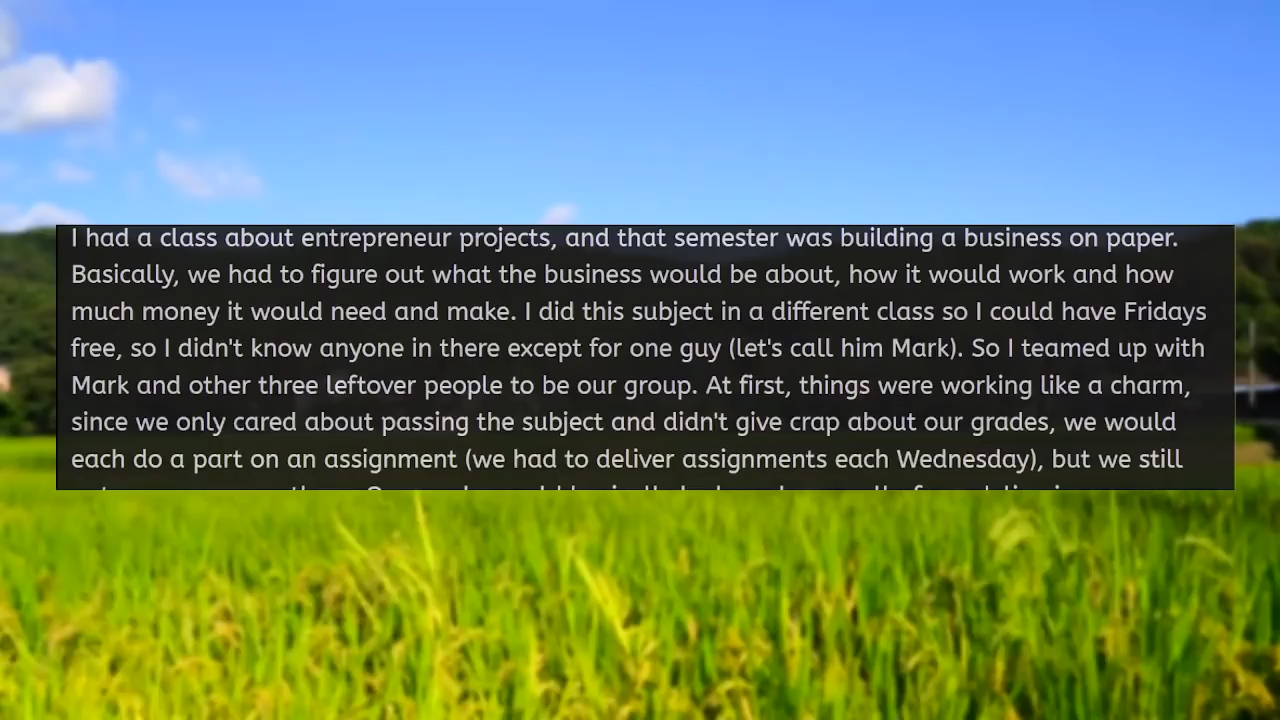 I had a class about entrepreneur projects, and that semester was building a business on paper.
Basically, we had to figure out what the business would be about, how it would work and how
much money it would need and make. I did this subject in a different class so I could have Fridays
free, so I didn't know anyone in there except for one guy (let's call him Mark). So I teamed up with
Mark and other three leftover people to be our group. At first, things were working like a charm,
since we only cared about passing the subject and didn't give crap about our grades, we would
each do a part on an assignment (we had to deliver assignments each Wednesday), but we still